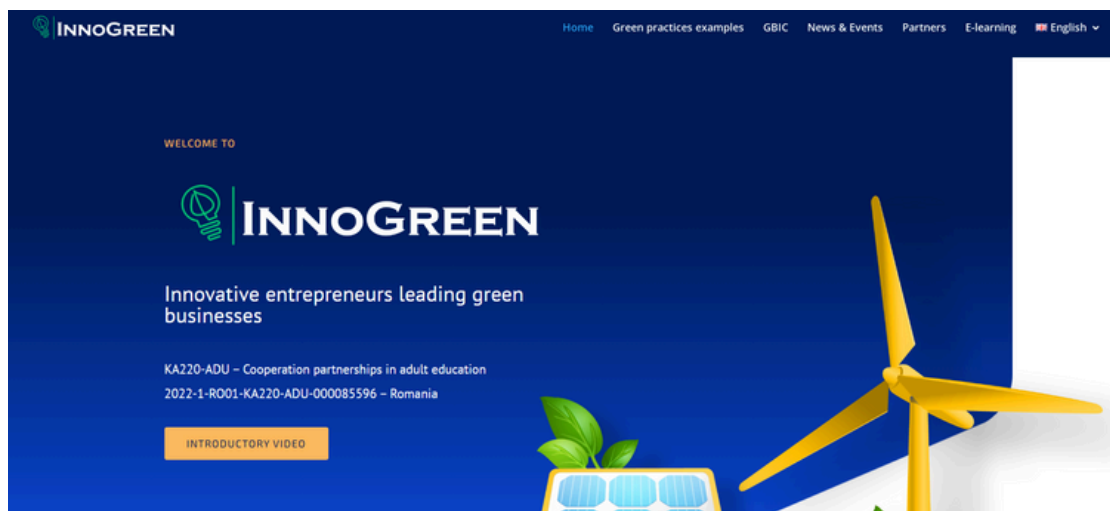 INNOGREEN
Home Green practices examples GBIC News & Events Partners E-learning English
WELCOME TO
INNOGREEN
Innovative entrepreneurs leading green
businesses
KA220-ADU – Cooperation partnerships in adult education
2022-1-RO01-KA220-ADU-000085596 – Romania
INTRODUCTORY VIDEO